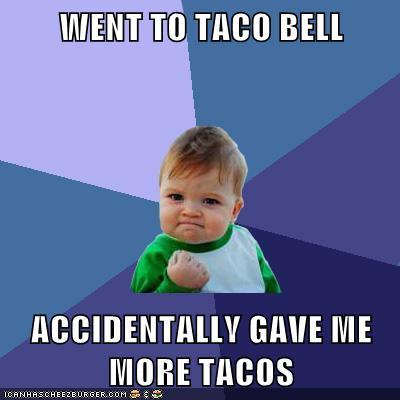 WENT TO TACO BELL
ACCIDENTALLY GAVE ME
MORE TACOS
ICANHASCHEEZBURGER.COM